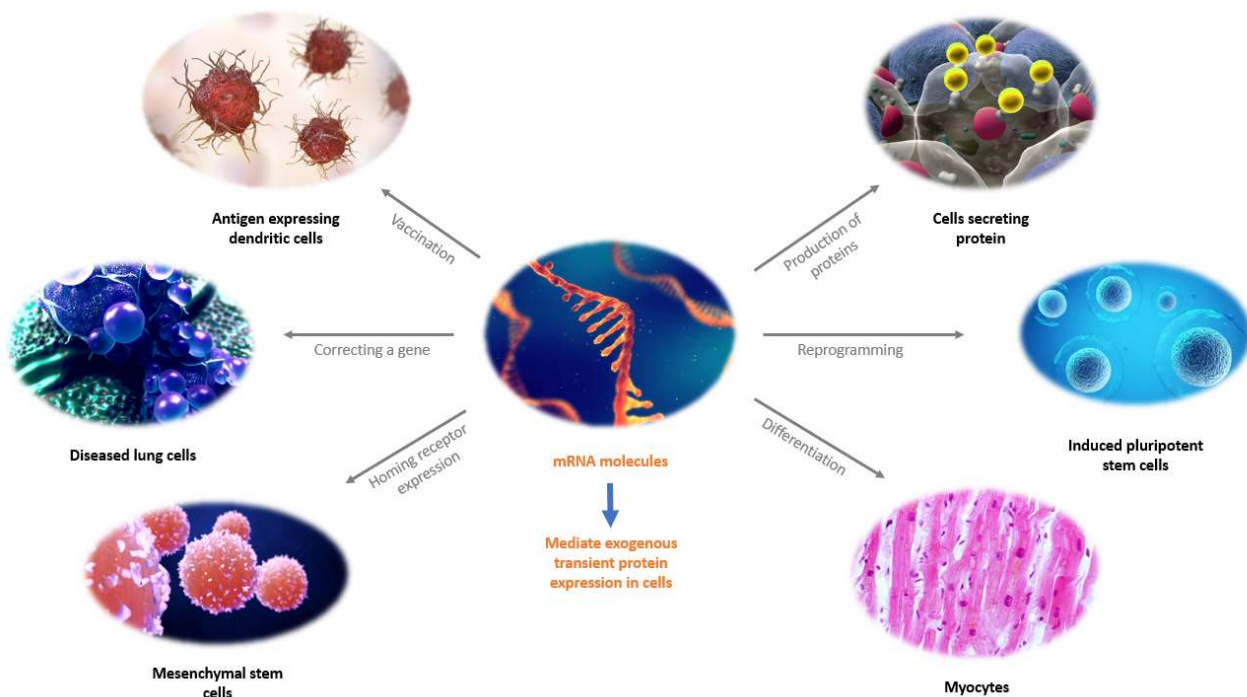 Antigen expressing
dendritic cells
Vaccination
Cells secreting
protein
Production of
proteins
Correcting a gene
Diseased lung cells
Reprogramming
Induced pluripotent
stem cells
Homing receptor
expression
Mesenchymal stem
cells
mRNA molecules
Mediate exogenous
transient protein
expression in cells
Differentiation
Myocytes